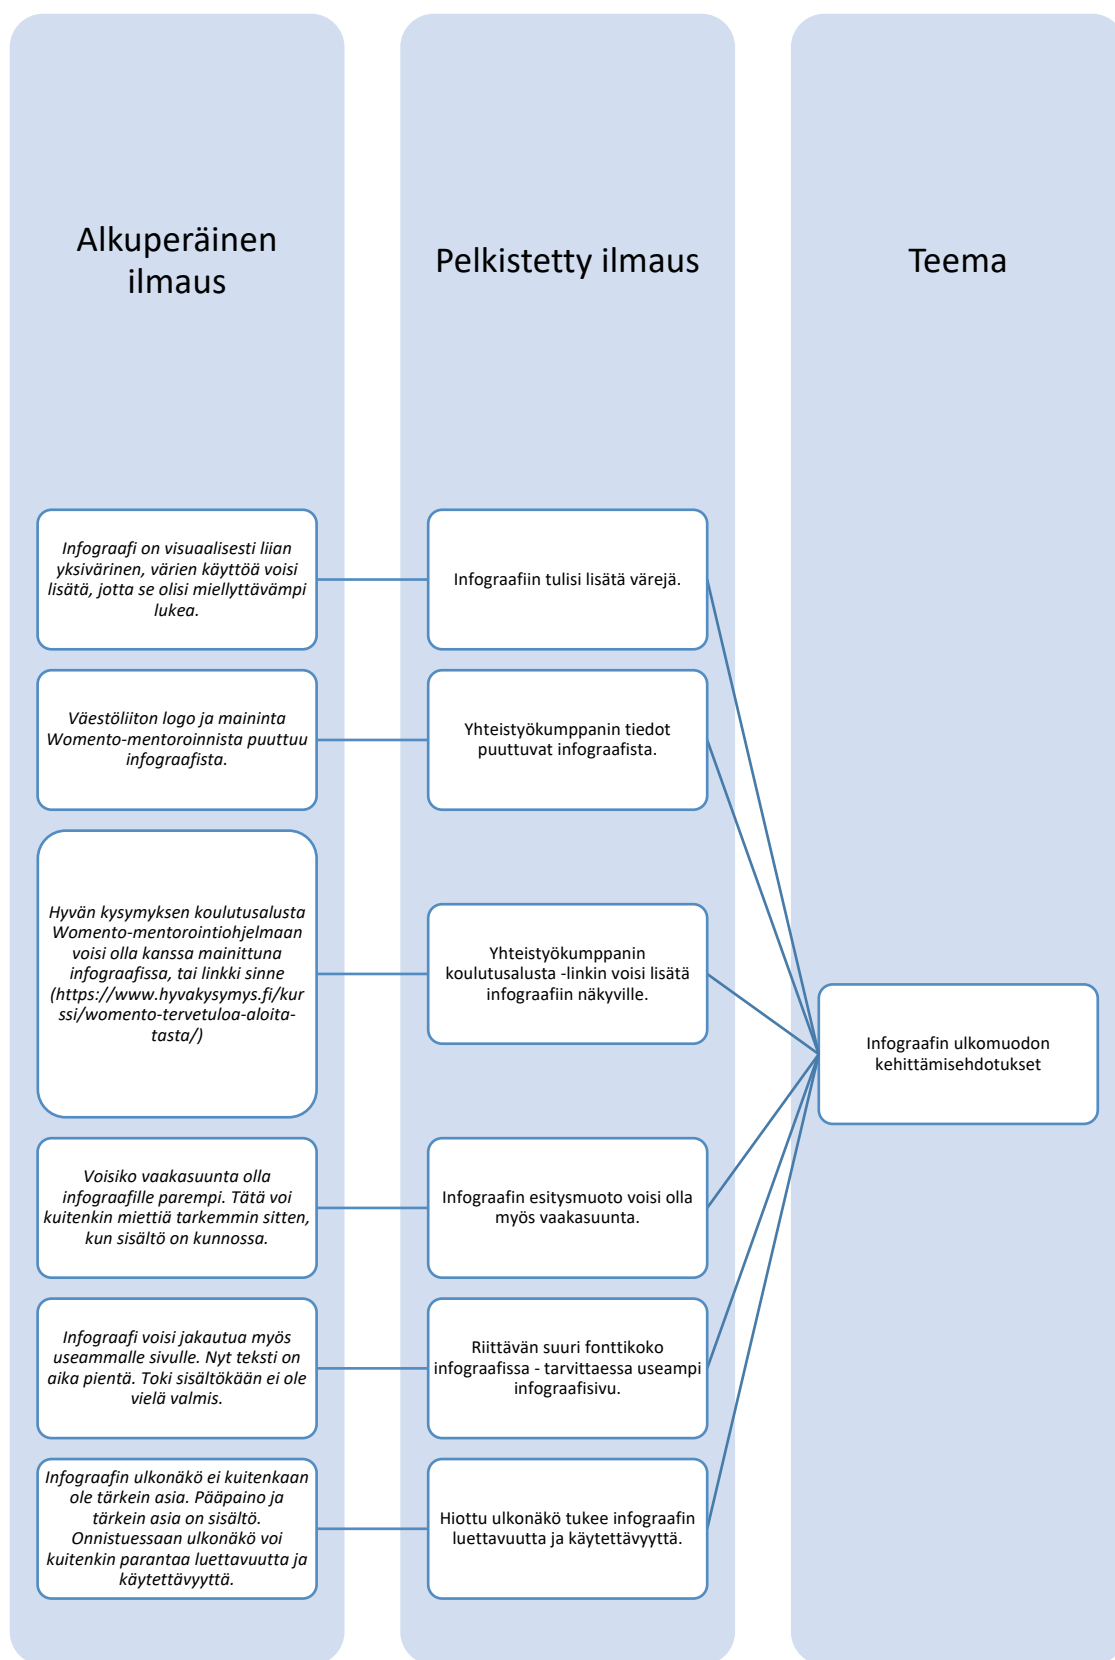 Alkuperäinen
ilmaus
Pelkistetty ilmaus
Teema
Infograafi on visuaalisesti liian
yksivärinen, värien käyttöä voisi
lisätä, jotta se olisi miellyttävämpi
lukea.
Infograafiin tulisi lisätä värejä.
Väestöliiton logo ja maininta
Womento-mentoroinnista puuttuu
infograafista.
Yhteistyökumppanin tiedot
puuttuvat infograafista.
Hyvän kysymyksen koulutusalusta
Womento-mentorointiohjelmaan
voisi olla kanssa mainittuna
infograafissa, tai linkki sinne
(https://www.hyvakysymys.fi/kur
ssi/womento-tervetuloa-aloita-
tasta/)
Yhteistyökumppanin
koulutusalusta -linkin voisi lisätä
infograafiin näkyville.
Infograafin ulkomuodon
kehittämisehdotukset
Voisiko vaakasuunta olla
infograafille parempi. Tätä voi
kuitenkin miettiä tarkemmin sitten,
kun sisältö on kunnossa.
Infograafin esitysmuoto voisi olla
myös vaakasuunta.
Infograafi voisi jakautua myös
useammalle sivulle. Nyt teksti on
aika pientä. Toki sisältökään ei ole
vielä valmis.
Riittävän suuri fonttikoko
infograafissa - tarvittaessa useampi
infograafisivu.
Infograafin ulkonäkö ei kuitenkaan
ole tärkein asia. Pääpaino ja
tärkein asia on sisältö.
Onnistuessaan ulkonäkö voi
kuitenkin parantaa luettavuutta ja
käytettävyyttä.
Hiottu ulkonäkö tukee infograafin
luettavuutta ja käytettävyyttä.